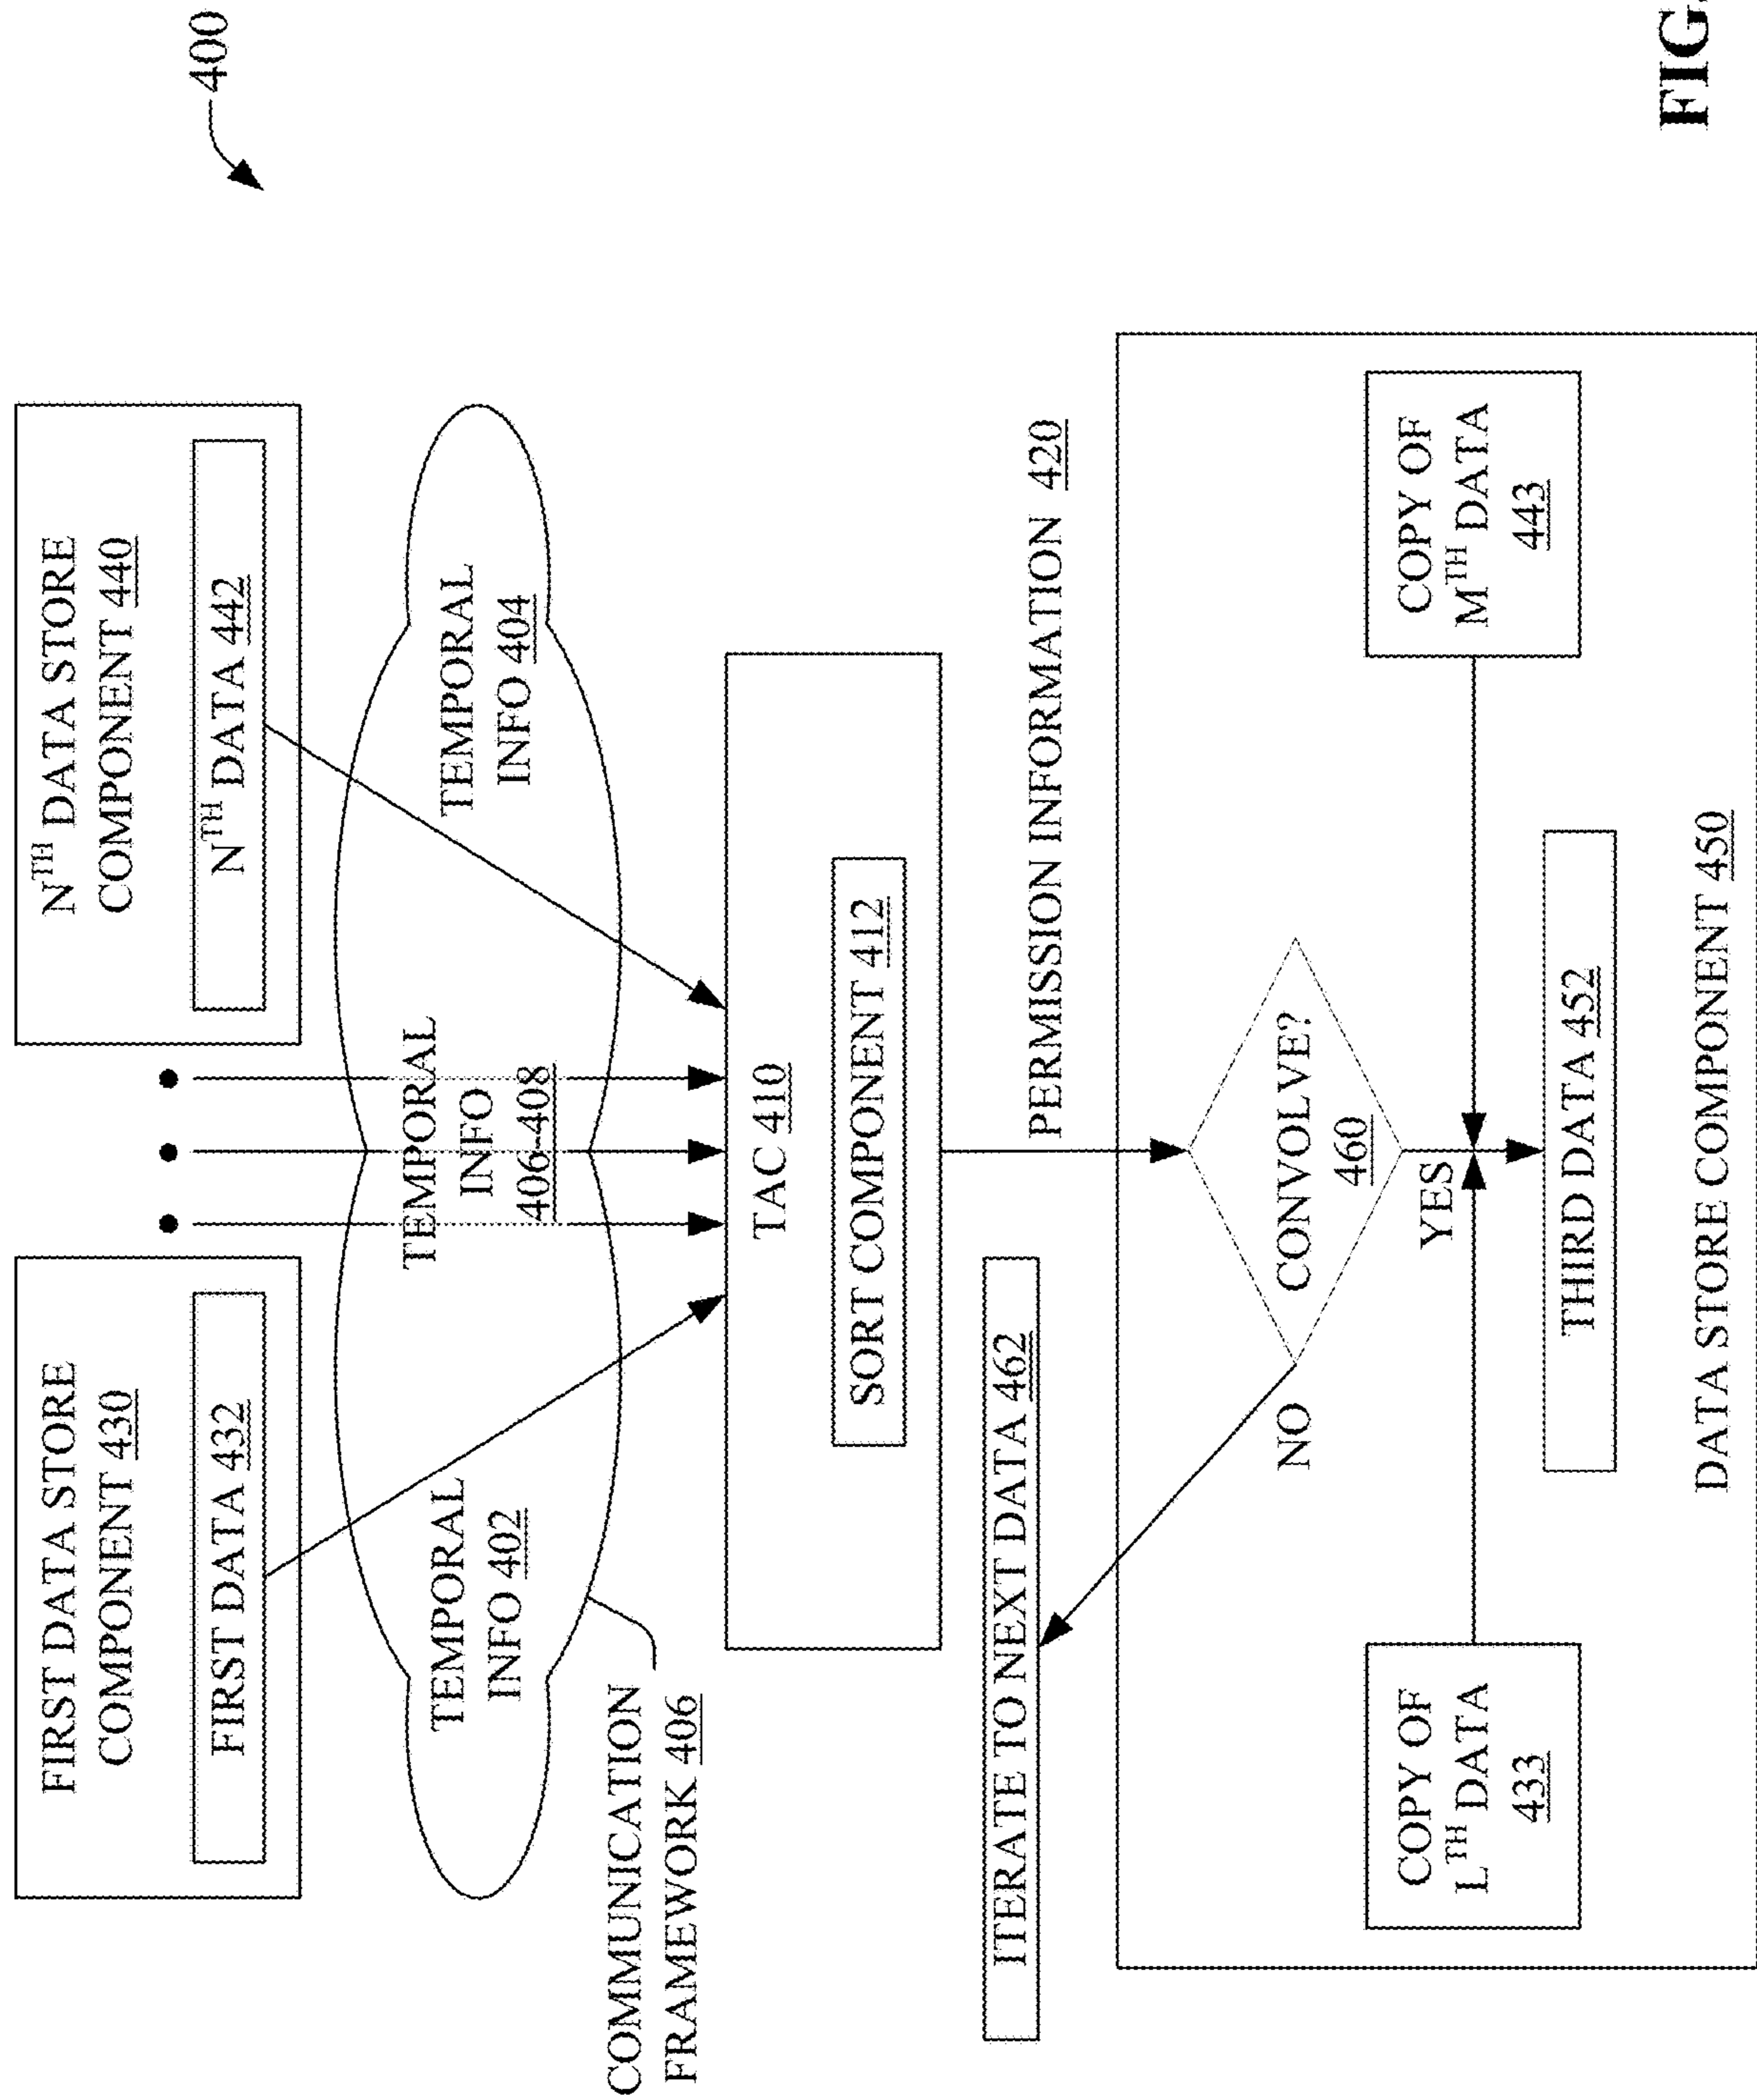 400
FIRST DATA STORE
COMPONENT 430
FIRST DATA 432
NTH DATA STORE
COMPONENT 440
NTH DATA 442
TEMPORAL
INFO 402
TEMPORAL
INFO
406-408
TEMPORAL
INFO 404
COMMUNICATION
FRAMEWORK 406
TAC 410
SORT COMPONENT 412
ITERATE TO NEXT DATA 462
PERMISSION INFORMATION 420
CONVOLVE?
460
NO
YES
COPY OF
LTH DATA
433
COPY OF
MTH DATA
443
THIRD DATA 452
DATA STORE COMPONENT 450
FIG.